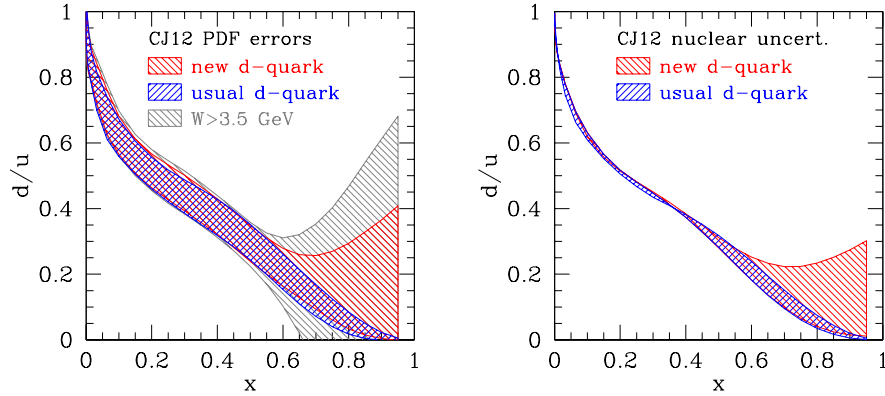 CJ12 PDF errors
new d-quark
usual d-quark
W>3.5 GeV
d/u
1
0.8
0.6
0.4
0.2
0
0 0.2 0.4 0.6 0.8 1
x
CJ12 nuclear uncert.
new d-quark
usual d-quark
d/u
1
0.8
0.6
0.4
0.2
0
0 0.2 0.4 0.6 0.8 1
x